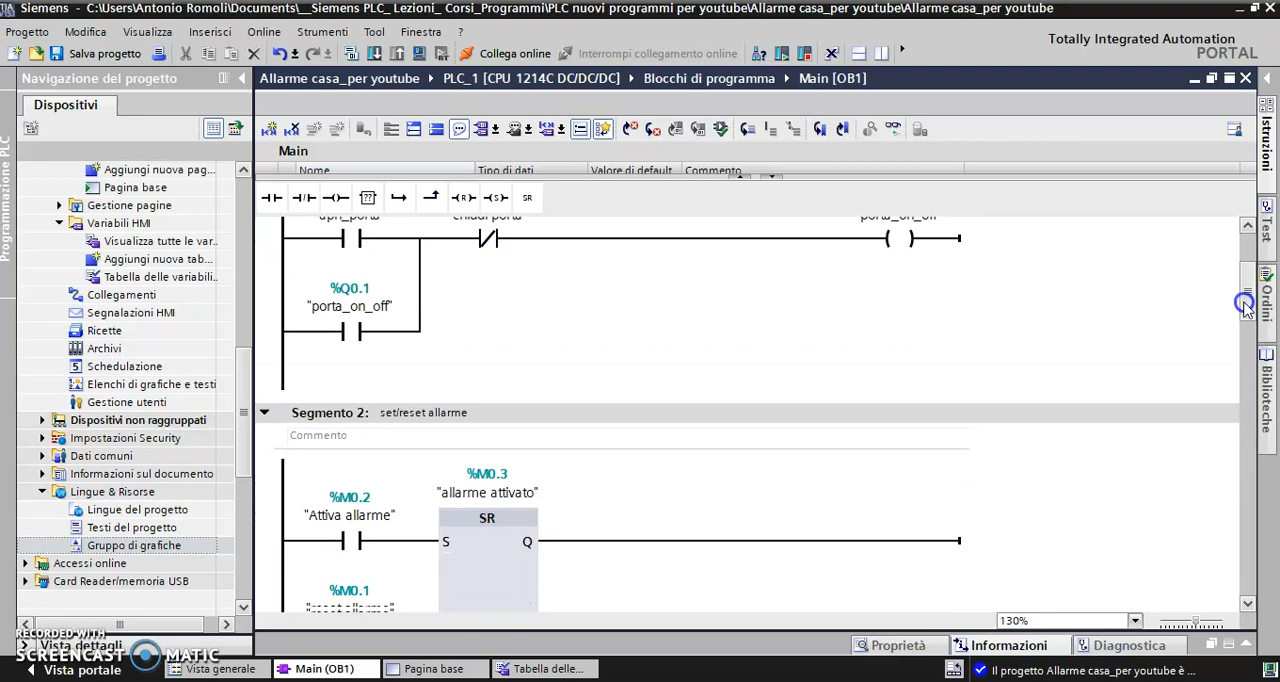 Siemens - C:\Users\Antonio Romoli\Documents\__Siemens PLC_ Lezioni_ Corsi_Programmi\PLC nuovi programmi per youtube\Allarme casa_per youtube\Allarme casa_per youtube
Progetto Modifica Visualizza Inserisci Online Strumenti Tool Finestra ?
Totally Integrated Automation
PORTAL
Salva progetto Collega online Interrompi collegamento online
Navigazione del progetto
Allarme casa_per youtube PLC_1 [CPU 1214C DC/DC/DC] Blocchi di programma Main [OB1]
Dispositivi
Programmazione PLC
Main
Nome Tipo di dati Valore di default Commento
Aggiungi nuova pag...
Pagina base
Gestione pagine
Variabili HMI
Visualizza tutte le var...
Aggiungi nuova tab...
Tabella delle variabili...
Collegamenti
Segnalazioni HMI
Ricette
Archivi
Schedulazione
Elenchi di grafiche e testi
Gestione utenti
Dispositivi non raggruppati
Impostazioni Security
Dati comuni
Informazioni sul documento
Lingue & Risorse
Lingue del progetto
Testi del progetto
Gruppo di grafiche
Accessi online
Card Reader/memoria USB
Vista dettagli
%Q0.1
"porta_on_off"
Segmento 2: set/reset allarme
Commento
%M0.3
"allarme attivato"
%M0.2
"Attiva allarme"
SR
S Q
%M0.1
"reset allarme"
130%
Istruzioni
Test
Ordini
Biblioteche
Proprietà Informazioni Diagnostica
RECORDED WITH
SCREENCAST MATIC
Vista portale Vista generale Main (OB1) Pagina base Tabella delle... Il progetto Allarme casa_per youtube è ...